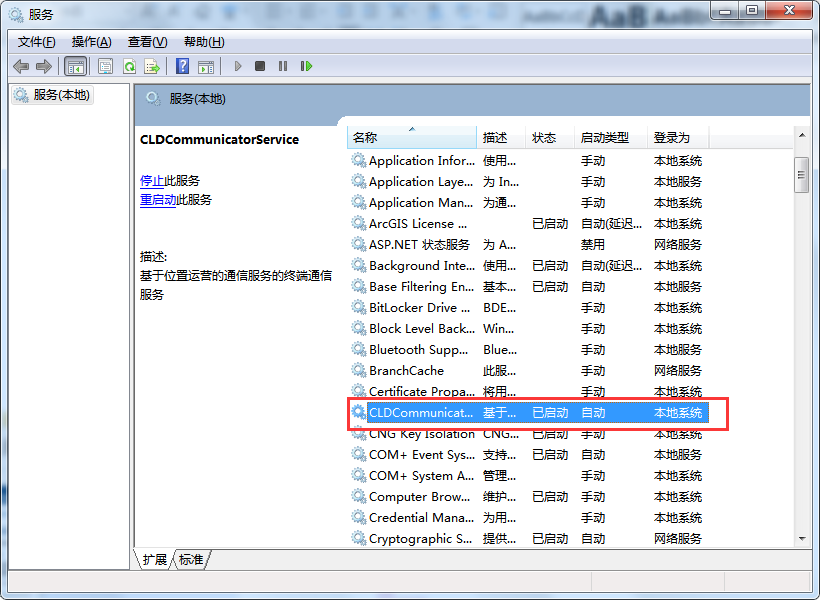 服务
文件(F) 操作(A) 查看(V) 帮助(H)
服务(本地)
服务(本地)
CLDCommunicatorService
停止此服务
重启动此服务
描述:
基于位置运营的通信服务的终端通信
服务
名称 描述 状态 启动类型 登录为
Application Infor... 使用... 手动 本地系统
Application Laye... 为 In... 手动 本地服务
Application Man... 为通... 手动 本地系统
ArcGIS License ... 已启动 自动(延迟... 本地系统
ASP.NET 状态服务 为 A... 禁用 网络服务
Background Inte... 使用... 已启动 自动(延迟... 本地系统
Base Filtering En... 基本... 已启动 自动 本地服务
BitLocker Drive ... BDE... 手动 本地系统
Block Level Back... Win... 手动 本地系统
Bluetooth Supp... Blue... 手动 本地服务
BranchCache 此服... 手动 网络服务
Certificate Propa... 将用... 手动 本地系统
CLDCommunicat... 基于... 已启动 自动 本地系统
CNG Key Isolation CNG... 已启动 手动 本地系统
COM+ Event Sys... 支持... 已启动 自动 本地服务
COM+ System A... 管理... 手动 本地系统
Computer Brow... 维护... 已启动 手动 本地系统
Credential Mana... 为用... 手动 本地系统
Cryptographic S... 提供... 已启动 自动 网络服务
扩展 标准